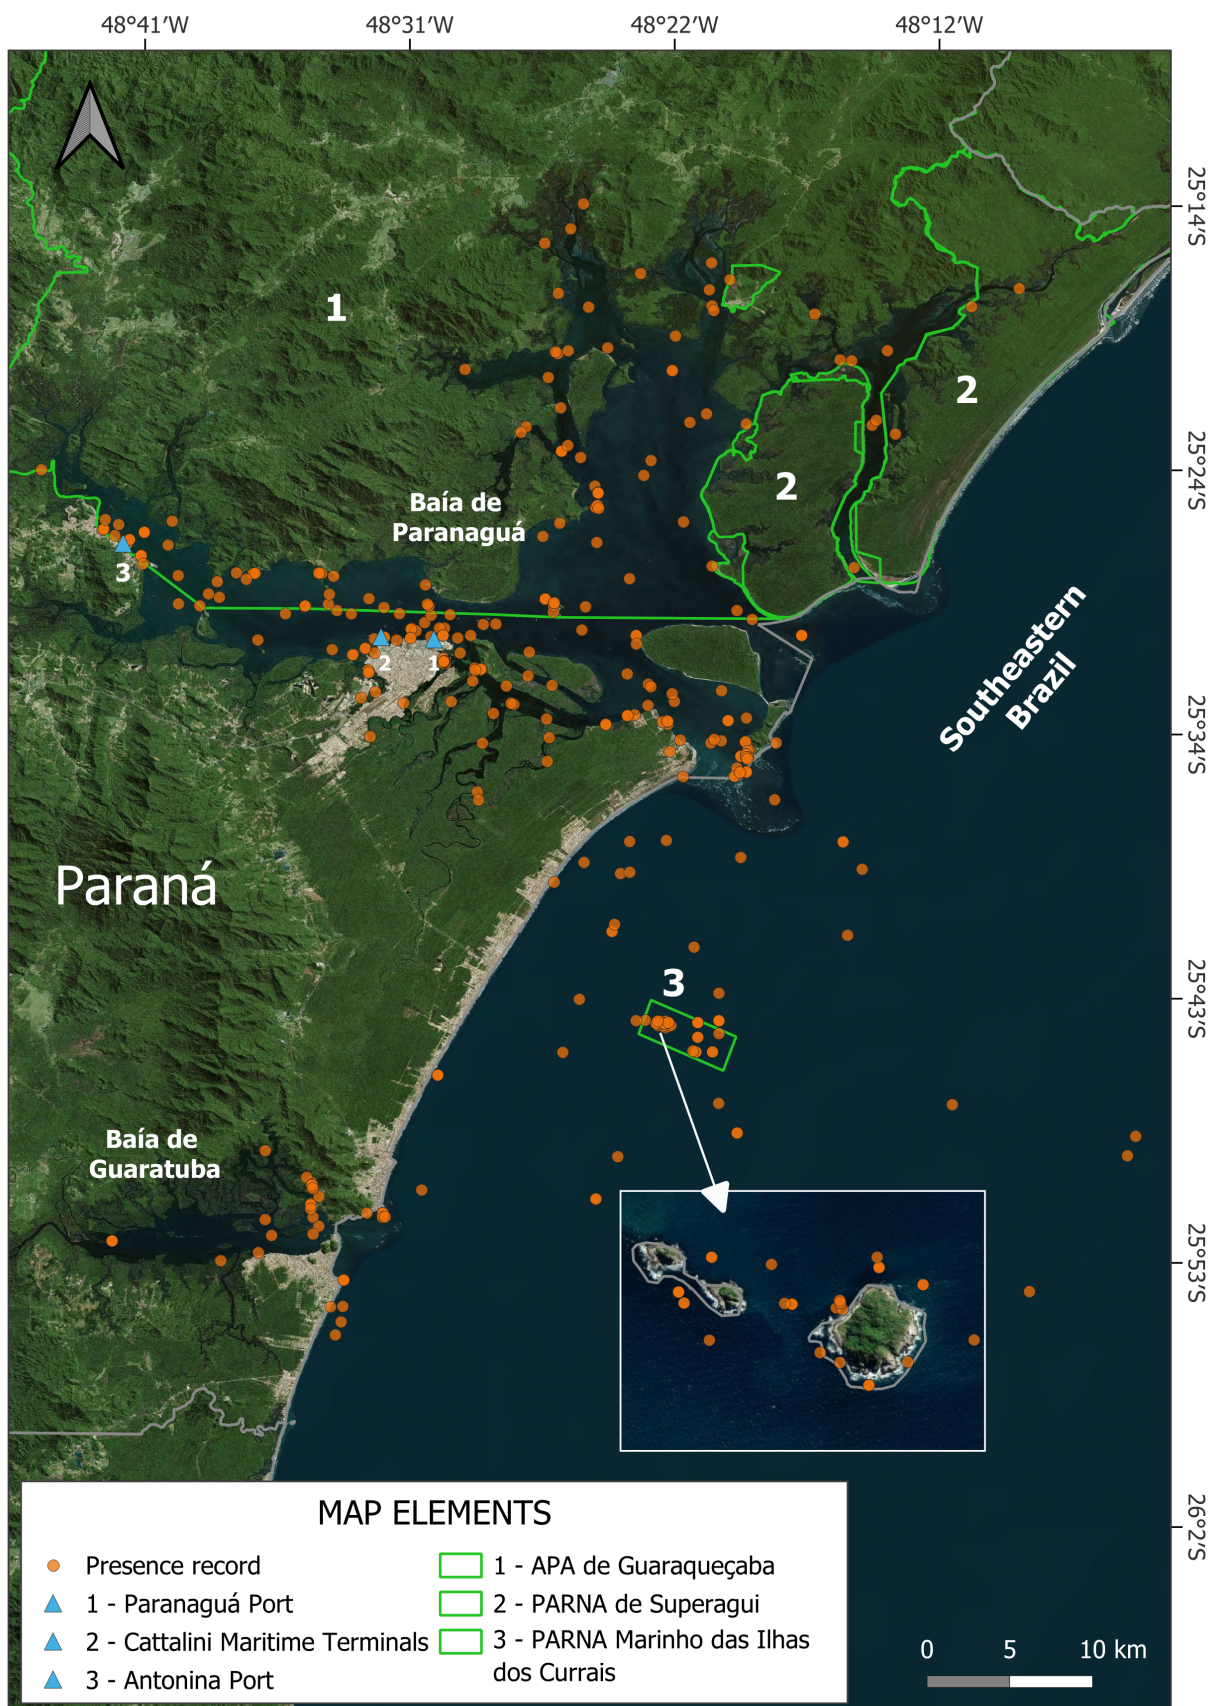 48°41'W 48°31'W 48°22'W 48°12'W
25°14'S
1
2
25°24'S
2
Baía de
Paranaguá
3
2 1
Southeastern
Brazil
25°34'S
Paraná
3
25°43'S
Baía de
Guaratuba
25°53'S
26°2'S
MAP ELEMENTS
Presence record
1 - Paranaguá Port
2 - Cattalini Maritime Terminals
3 - Antonina Port
1 - APA de Guaraqueçaba
2 - PARNA de Superagui
3 - PARNA Marinho das Ilhas
dos Currais
0 5 10 km